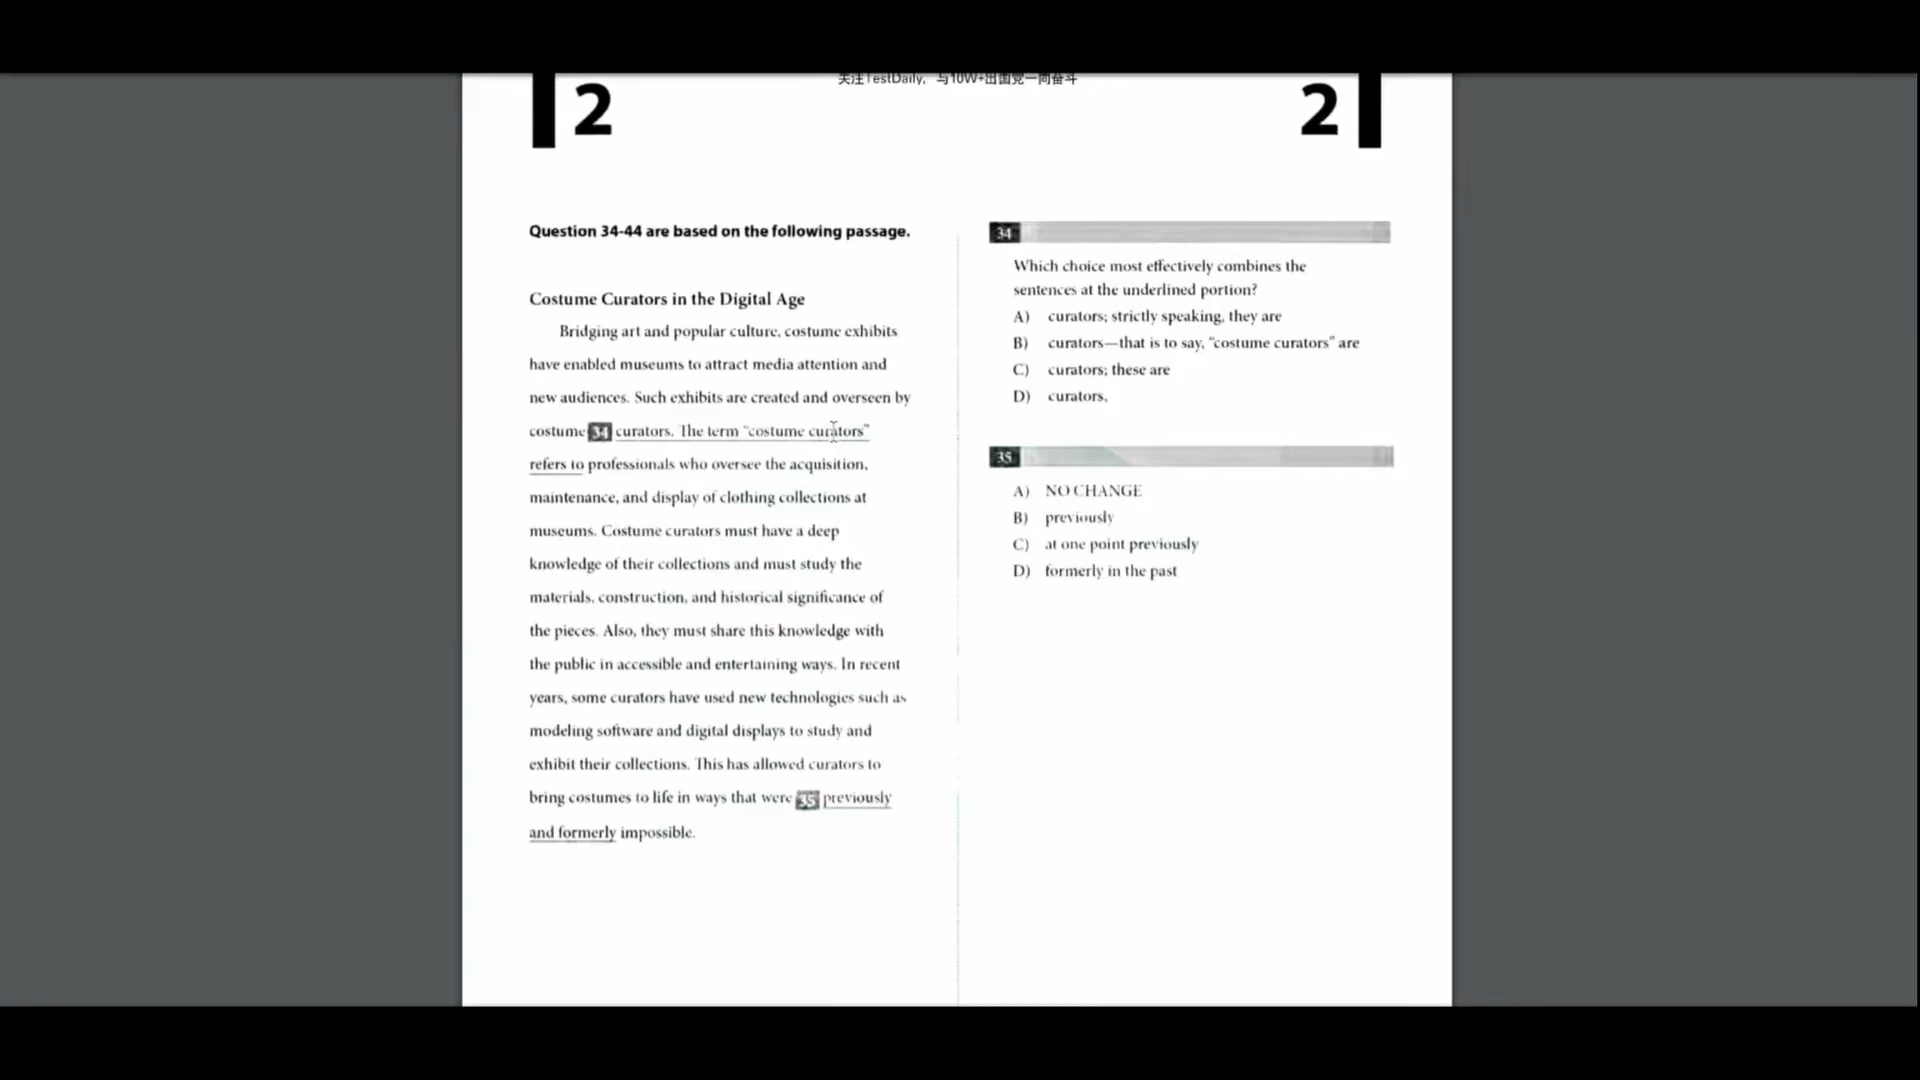 关注TestDaily，与10W+出国党一同奋斗
2 2
Question 34-44 are based on the following passage.
Costume Curators in the Digital Age
Bridging art and popular culture, costume exhibits
have enabled museums to attract media attention and
new audiences. Such exhibits are created and overseen by
costume 34 curators. The term “costume curators”
refers to professionals who oversee the acquisition,
maintenance, and display of clothing collections at
museums. Costume curators must have a deep
knowledge of their collections and must study the
materials, construction, and historical significance of
the pieces. Also, they must share this knowledge with
the public in accessible and entertaining ways. In recent
years, some curators have used new technologies such as
modeling software and digital displays to study and
exhibit their collections. This has allowed curators to
bring costumes to life in ways that were 35 previously
and formerly impossible.
34
Which choice most effectively combines the
sentences at the underlined portion?
A) curators; strictly speaking, they are
B) curators—that is to say, “costume curators” are
C) curators; these are
D) curators,
35
A) NO CHANGE
B) previously
C) at one point previously
D) formerly in the past